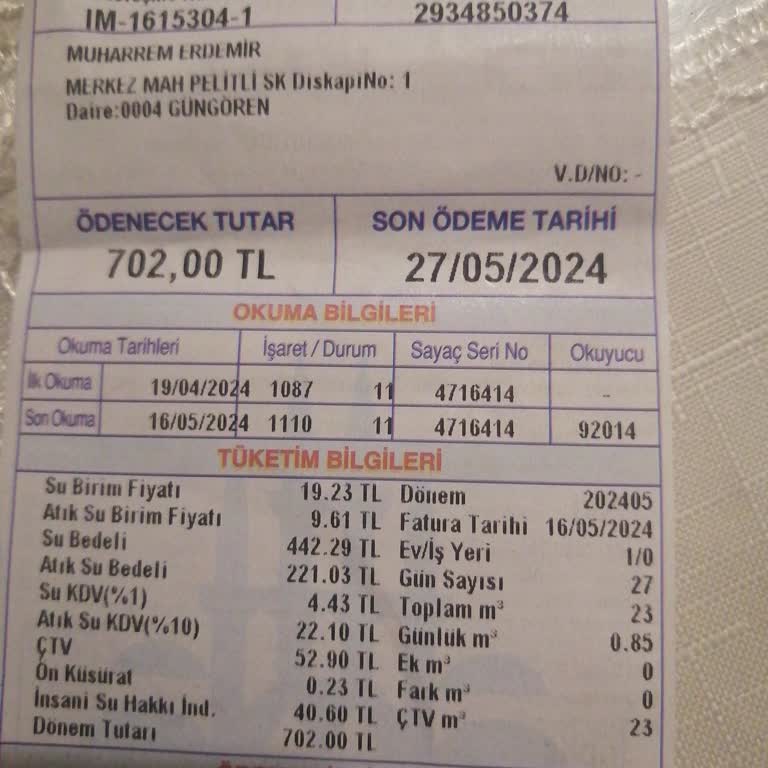 IM-1615304-1 2934850374
MUHARREM ERDEMİR
MERKEZ MAH PELİTLİ SK DiskapiNo: 1
Daire:0004 GÜNGÖREN
V.D/NO: -
ÖDENECEK TUTAR SON ÖDEME TARİHİ
702,00 TL 27/05/2024
OKUMA BİLGİLERİ
Okuma Tarihleri İşaret / Durum Sayaç Seri No Okuyucu
İlk Okuma 19/04/2024 1087 11 4716414 -
Son Okuma 16/05/2024 1110 11 4716414 92014
TÜKETİM BİLGİLERİ
Su Birim Fiyatı 19.23 TL Dönem 202405
Atık Su Birim Fiyatı 9.61 TL Fatura Tarihi 16/05/2024
Su Bedeli 442.29 TL Ev/İş Yeri 1/0
Atık Su Bedeli 221.03 TL Gün Sayısı 27
Su KDV(%1) 4.43 TL Toplam m³ 23
Atık Su KDV(%10) 22.10 TL Günlük m³ 0.85
ÇTV 52.90 TL Ek m³ 0
Ön Küsürat 0.23 TL Fark m³ 0
İnsani Su Hakkı İnd. 40.60 TL ÇTV m³ 23
Dönem Tutarı 702.00 TL